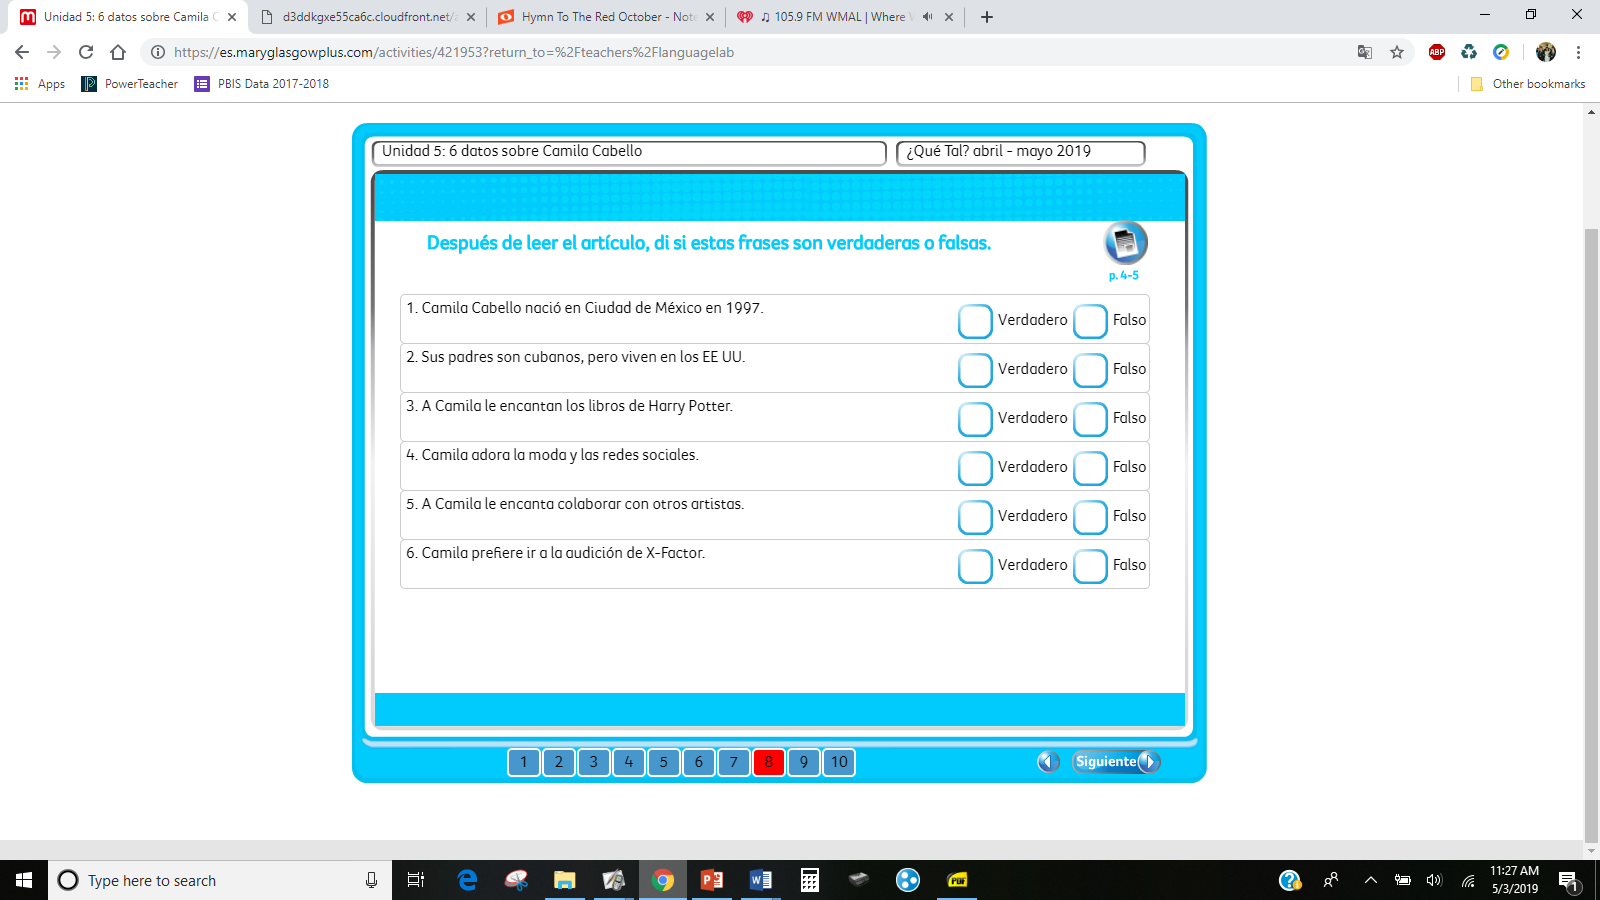 Unidad 5: 6 datos sobre Camila C
d3ddkgxe55ca6c.cloudfront.net/
Hymn To The Red October - Not
♫ 105.9 FM WMAL | Where
https://es.maryglasgowplus.com/activities/421953?return_to=%2Fteachers%2Flanguagelab
ABP
Apps
PowerTeacher
PBIS Data 2017-2018
Other bookmarks
Unidad 5: 6 datos sobre Camila Cabello
¿Qué Tal? abril - mayo 2019
Después de leer el artículo, di si estas frases son verdaderas o falsas.
p. 4-5
1. Camila Cabello nació en Ciudad de México en 1997.
Verdadero Falso
2. Sus padres son cubanos, pero viven en los EE UU.
Verdadero Falso
3. A Camila le encantan los libros de Harry Potter.
Verdadero Falso
4. Camila adora la moda y las redes sociales.
Verdadero Falso
5. A Camila le encanta colaborar con otros artistas.
Verdadero Falso
6. Camila prefiere ir a la audición de X-Factor.
Verdadero Falso
1 2 3 4 5 6 7 8 9 10
Siguiente
Type here to search
PDF
11:27 AM
5/3/2019
1